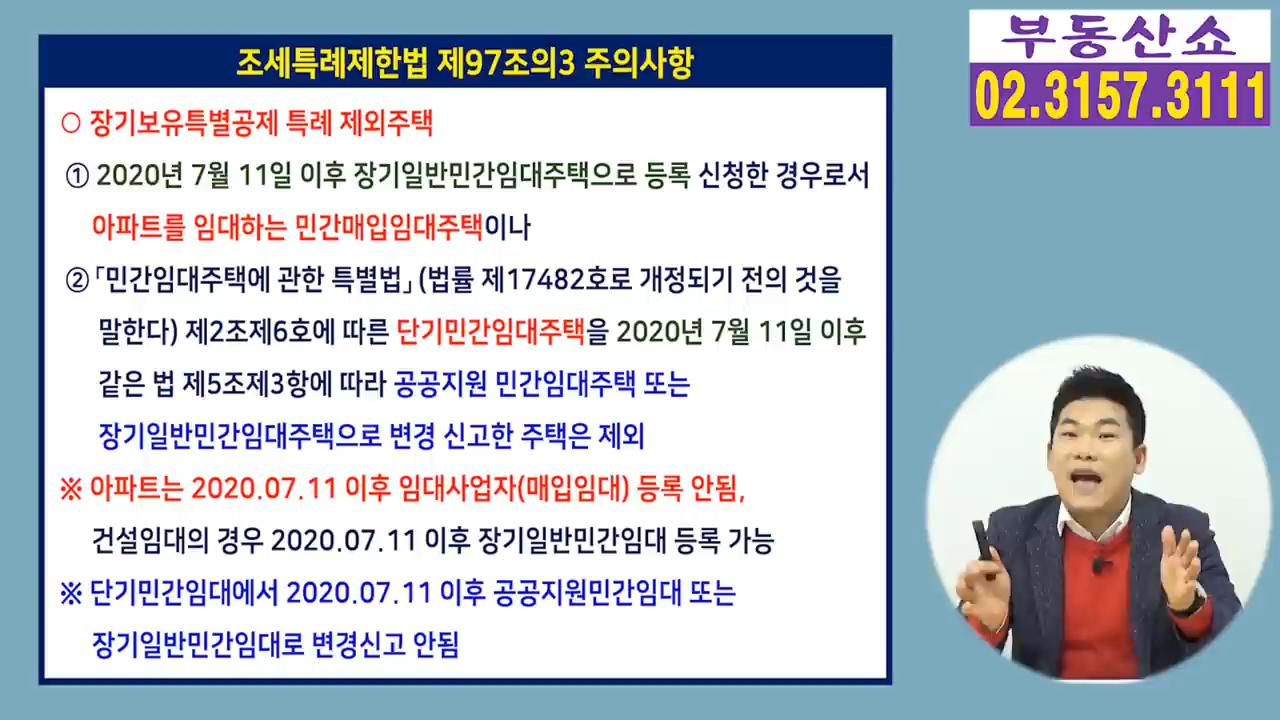 조세특례제한법 제97조의3 주의사항
부동산쇼
02.3157.3111
○ 장기보유특별공제 특례 제외주택
① 2020년 7월 11일 이후 장기일반민간임대주택으로 등록 신청한 경우로서
아파트를 임대하는 민간매입임대주택이나
② 「민간임대주택에 관한 특별법」(법률 제17482호로 개정되기 전의 것을
말한다) 제2조제6호에 따른 단기민간임대주택을 2020년 7월 11일 이후
같은 법 제5조제3항에 따라 공공지원 민간임대주택 또는
장기일반민간임대주택으로 변경 신고한 주택은 제외
※ 아파트는 2020.07.11 이후 임대사업자(매입임대) 등록 안됨,
건설임대의 경우 2020.07.11 이후 장기일반민간임대 등록 가능
※ 단기민간임대에서 2020.07.11 이후 공공지원민간임대 또는
장기일반민간임대로 변경신고 안됨